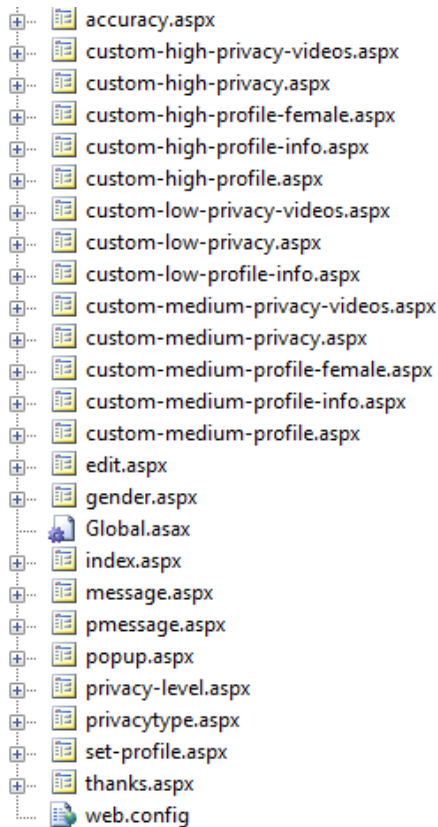 accuracy.aspx
custom-high-privacy-videos.aspx
custom-high-privacy.aspx
custom-high-profile-female.aspx
custom-high-profile-info.aspx
custom-high-profile.aspx
custom-low-privacy-videos.aspx
custom-low-privacy.aspx
custom-low-profile-info.aspx
custom-medium-privacy-videos.aspx
custom-medium-privacy.aspx
custom-medium-profile-female.aspx
custom-medium-profile-info.aspx
custom-medium-profile.aspx
edit.aspx
gender.aspx
Global.asax
index.aspx
message.aspx
pmessage.aspx
popup.aspx
privacy-level.aspx
privacytype.aspx
set-profile.aspx
thanks.aspx
web.config